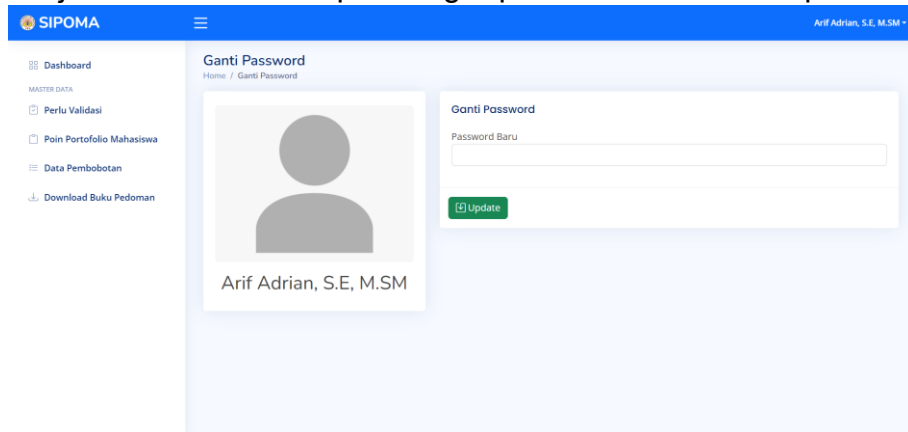 SIPOMA
Arif Adrian, S.E, M.SM
Dashboard
MASTER DATA
Perlu Validasi
Poin Portofolio Mahasiswa
Data Pembobotan
Download Buku Pedoman
Ganti Password
Home / Ganti Password
Arif Adrian, S.E, M.SM
Ganti Password
Password Baru
Update